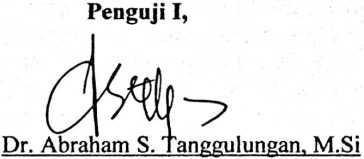 Penguji I,
Dr. Abraham S. Tanggulungan, M.Si